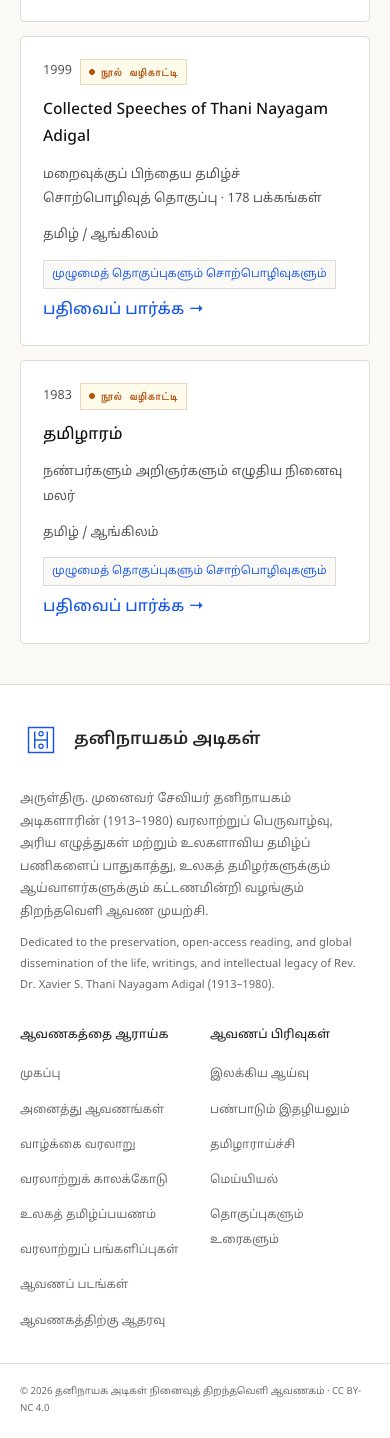 1999 நூல் வழிகாட்டி
Collected Speeches of Thani Nayagam
Adigal
மறைவுக்குப் பிந்தைய தமிழ்ச்
சொற்பொழிவுத் தொகுப்பு · 178 பக்கங்கள்
தமிழ் / ஆங்கிலம்
முழுமைத் தொகுப்புகளும் சொற்பொழிவுகளும்
பதிவைப் பார்க்க →
1983 நூல் வழிகாட்டி
தமிழாரம்
நண்பர்களும் அறிஞர்களும் எழுதிய நினைவு
மலர்
தமிழ் / ஆங்கிலம்
முழுமைத் தொகுப்புகளும் சொற்பொழிவுகளும்
பதிவைப் பார்க்க →
தனிநாயகம் அடிகள்
அருள்திரு. முனைவர் சேவியர் தனிநாயகம்
அடிகளாரின் (1913–1980) வரலாற்றுப் பெருவாழ்வு,
அரிய எழுத்துகள் மற்றும் உலகளாவிய தமிழ்ப்
பணிகளைப் பாதுகாத்து, உலகத் தமிழர்களுக்கும்
ஆய்வாளர்களுக்கும் கட்டணமின்றி வழங்கும்
திறந்தவெளி ஆவண முயற்சி.
Dedicated to the preservation, open-access reading, and global
dissemination of the life, writings, and intellectual legacy of Rev.
Dr. Xavier S. Thani Nayagam Adigal (1913–1980).
ஆவணகத்தை ஆராய்க
முகப்பு
அனைத்து ஆவணங்கள்
வாழ்க்கை வரலாறு
வரலாற்றுக் காலக்கோடு
உலகத் தமிழ்ப்பயணம்
வரலாற்றுப் பங்களிப்புகள்
ஆவணப் படங்கள்
ஆவணகத்திற்கு ஆதரவு
ஆவணப் பிரிவுகள்
இலக்கிய ஆய்வு
பண்பாடும் இதழியலும்
தமிழாராய்ச்சி
மெய்யியல்
தொகுப்புகளும்
உரைகளும்
© 2026 தனிநாயக அடிகள் நினைவுத் திறந்தவெளி ஆவணகம் · CC BY-
NC 4.0